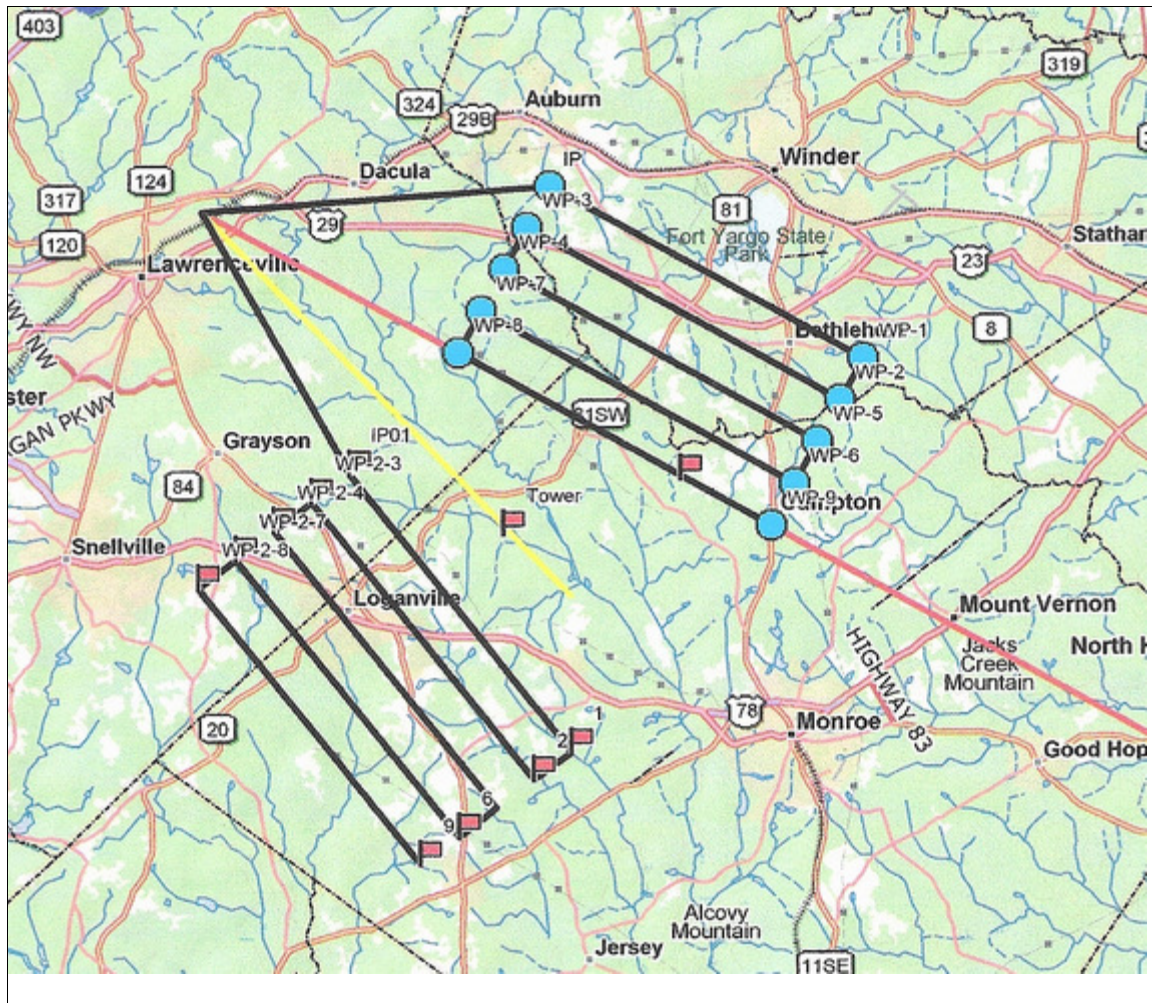 403
319
324
29B
Auburn
IP
Winder
Dacula
124
317
WP-3
81
29
120
WP-4
Fort Yargo State
Park
Stathar
23
Lawrenceville
WP-7
WP-8
Bethlehe
WP-1
8
WP-2
ster
WP-5
81SW
IP01
Grayson
WP-6
WP-2-3
84
WP-2-4
WP-9
Tower
WP-2-7
Snellville
WP-2-8
Loganville
Mount Vernon
HIGHWAY 83
Jacks
Creek
Mountain
North H
1
78
Monroe
20
2
Good Hop
6
9
Alcovy
Mountain
Jersey
11SE